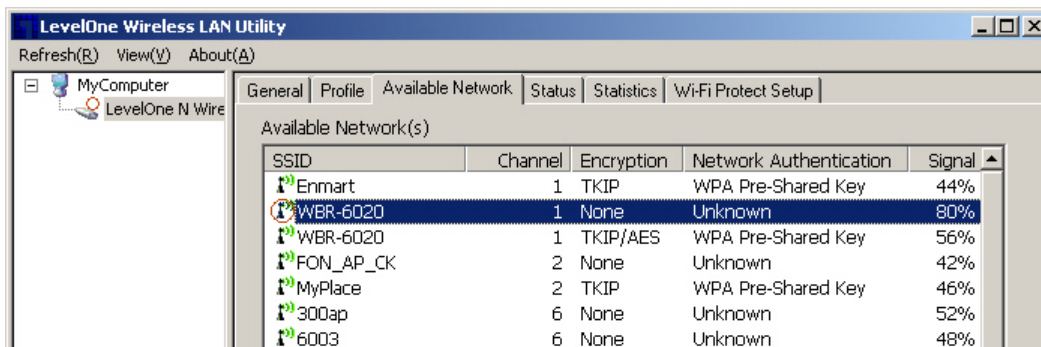 LevelOne Wireless LAN Utility
Refresh(R) View(V) About(A)
MyComputer
LevelOne N Wire
General Profile Available Network Status Statistics Wi-Fi Protect Setup
Available Network(s)
SSID Channel Encryption Network Authentication Signal
Enmart 1 TKIP WPA Pre-Shared Key 44%
WBR-6020 1 None Unknown 80%
WBR-6020 1 TKIP/AES WPA Pre-Shared Key 56%
FON_AP_CK 2 None Unknown 42%
MyPlace 2 TKIP WPA Pre-Shared Key 46%
300ap 6 None Unknown 52%
6003 6 None Unknown 48%